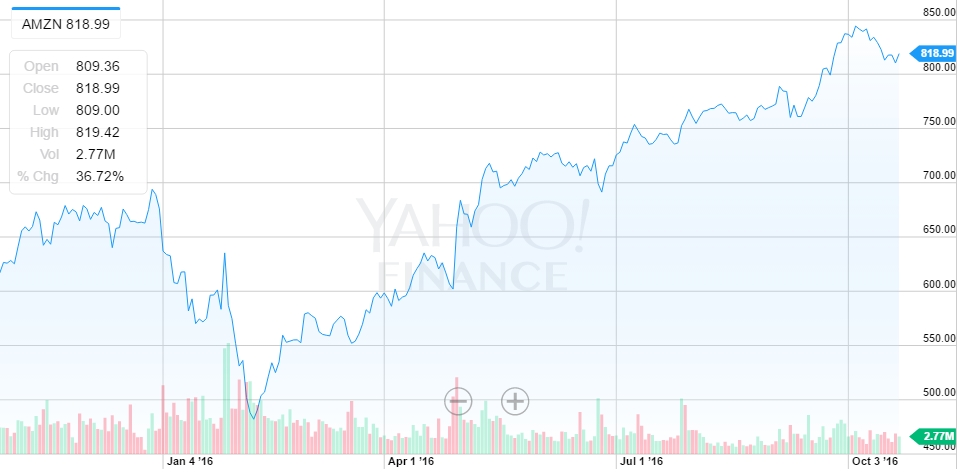 AMZN 818.99
Open 809.36
Close 818.99
Low 809.00
High 819.42
Vol 2.77M
% Chg 36.72%
850.00
818.99
800.00
750.00
700.00
650.00
600.00
550.00
500.00
2.77M
450.00
YAHOO!
FINANCE
Jan 4 '16
Apr 1 '16
Jul 1 '16
Oct 3 '16